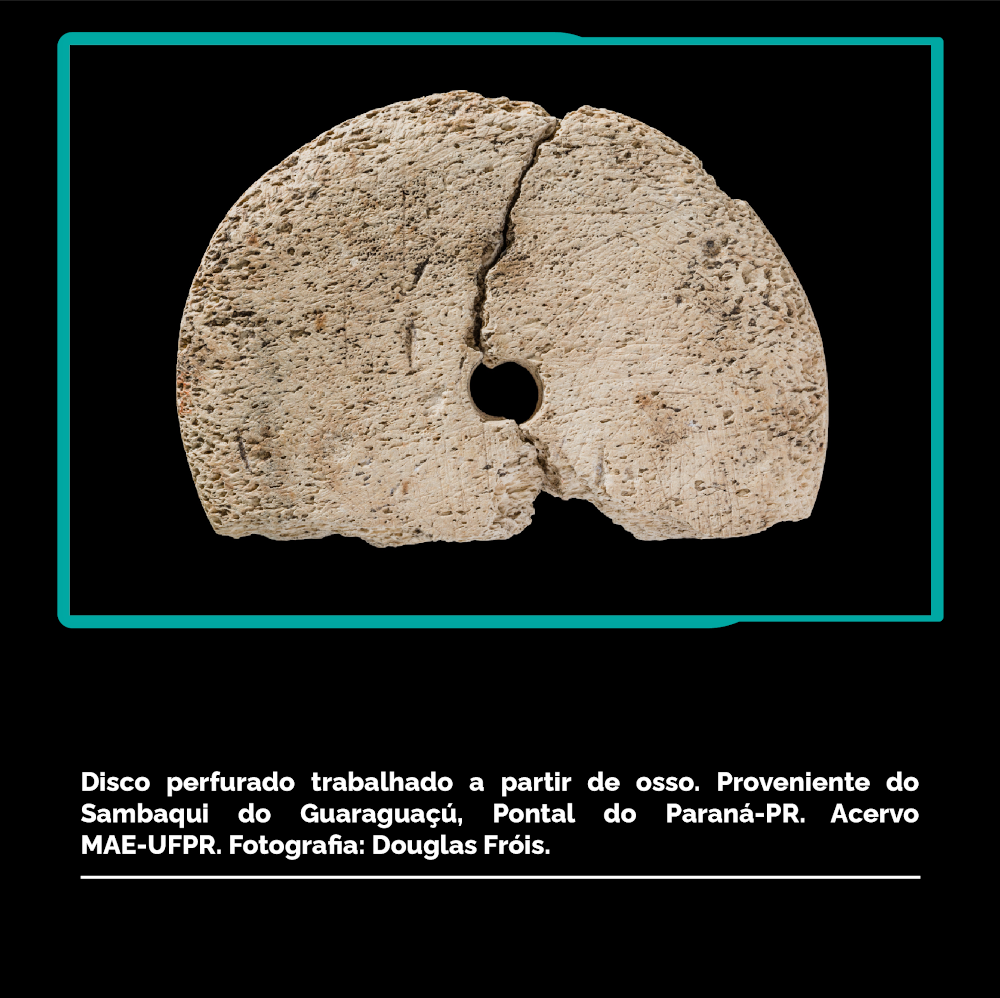 Disco perfurado trabalhado a partir de osso. Proveniente do
Sambaqui do Guaraguaçú, Pontal do Paraná-PR. Acervo
MAE-UFPR. Fotografia: Douglas Fróis.